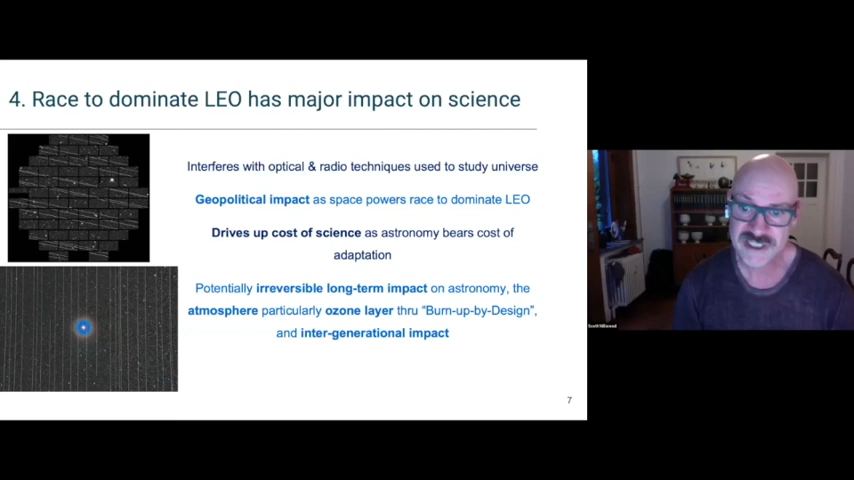 4. Race to dominate LEO has major impact on science
Interferes with optical & radio techniques used to study universe
Geopolitical impact as space powers race to dominate LEO
Drives up cost of science as astronomy bears cost of
adaptation
Potentially irreversible long-term impact on astronomy, the
atmosphere particularly ozone layer thru "Burn-up-by-Design",
and inter-generational impact
7